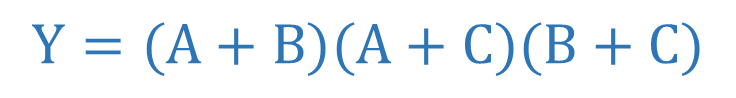 Y = (A + B)(A + C)(B + C)